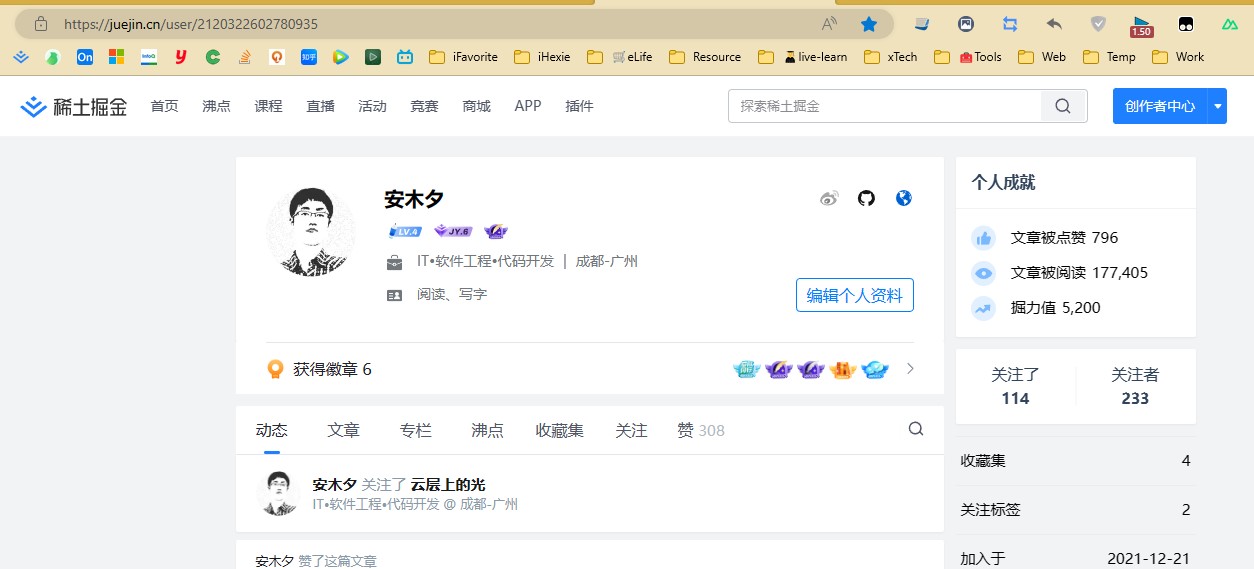 https://juejin.cn/user/2120322602780935
1.50
On
InfoQ
知乎
iFavorite iHexie eLife Resource live-learn xTech Tools Web Temp Work
稀土掘金 首页 沸点 课程 直播 活动 竞赛 商城 APP 插件 探索稀土掘金 创作者中心
安木夕
LV.4 JY.6
IT•软件工程•代码开发 | 成都-广州
阅读、写字
编辑个人资料
获得徽章 6
个人成就
文章被点赞 796
文章被阅读 177,405
掘力值 5,200
关注了 关注者
114 233
动态 文章 专栏 沸点 收藏集 关注 赞 308
安木夕 关注了 云层上的光
IT•软件工程•代码开发 @ 成都-广州
安木夕 赞了这篇文章
收藏集 4
关注标签 2
加入于 2021-12-21